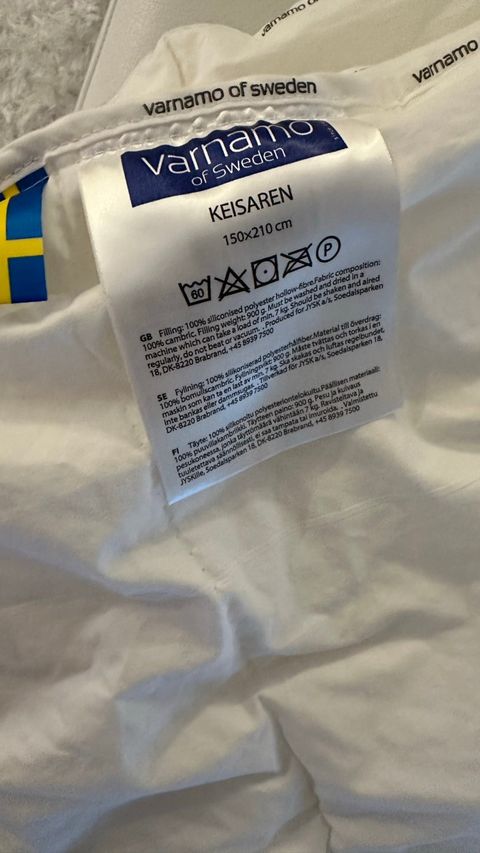 varnamo of
varnamo of sweden
varnamo
varnamo
of Sweden
KEISAREN
150x210 cm
60 P
GB Filling: 100% siliconised polyester hollow-fibre. Fabric composition:
100% cambric. Filling weight: 900 g. Must be washed and dried in a
machine which can take a load of min. 7 kg. Should be shaken and aired
regularly, do not beat or vacuum. . Produced for JYSK a/s, Soedalsparken
18, DK-8220 Brabrand, +45 8939 7500
SE Fyllning: 100% silikoniserad polyesterhålfiber. Material till överdrag:
100% bomullscambric. Fyllningsvikt: 900 g. Måste tvättas och torkas i en
maskin som kan ta en last av min. 7 kg. Ska skakas och luftas regelbundet,
inte bankas eller dammsugas. . Tillverkad för JYSK a/s, Soedalsparken 18,
DK-8220 Brabrand, +45 8939 7500
FI Täyte: 100% silikonoitu polyesterionteloikuitu. Päällisen materiaali:
100% puuvillakambrikki. Täytteen paino: 900 g. Pesu ja kuivaus
pesukoneessa, jonka täyttömäärä vähintään 7 kg. Ravisteltava ja
tuuletettava säännöllisesti, ei saa tampata tai imuroida. . Valmistettu
JYSKille, Soedalsparken 18, DK-8220 Brabrand, +45 8939 7500